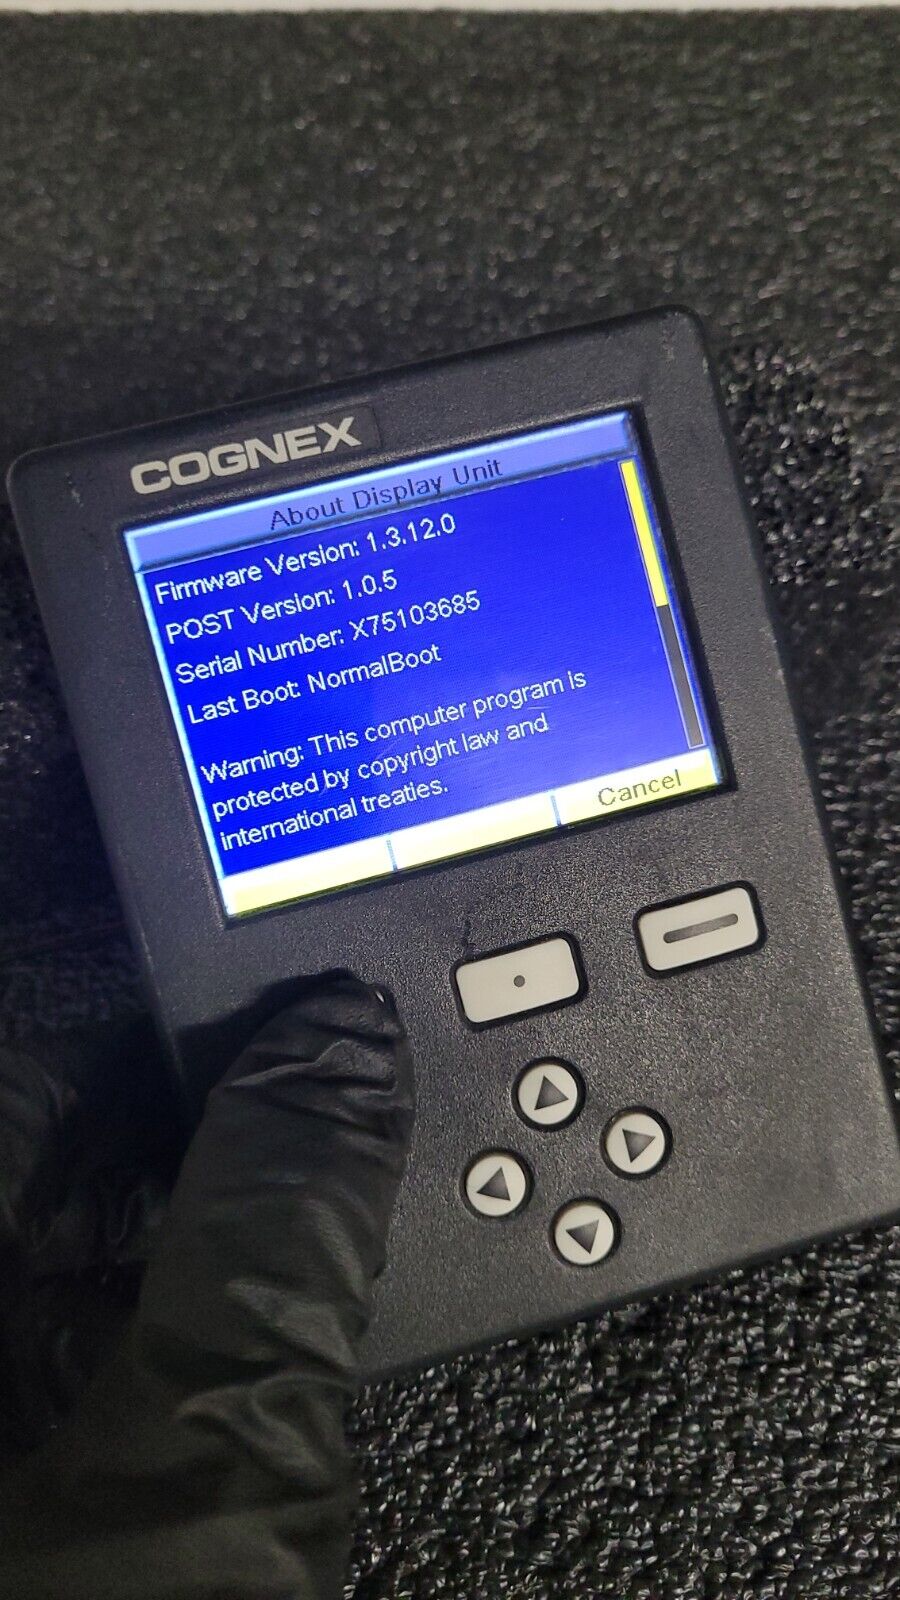 COGNEX
About Display Unit
Firmware Version: 1.3.12.0
POST Version: 1.0.5
Serial Number: X75103685
Last Boot: NormalBoot
Warning: This computer program is
protected by copyright law and
international treaties.
Cancel